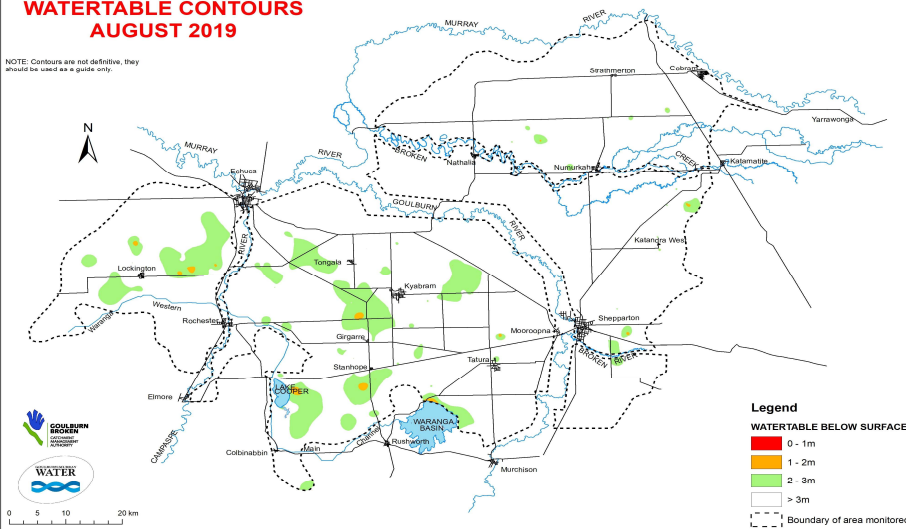 WATERTABLE CONTOURS
AUGUST 2019
NOTE: Contours are not definitive, they
should be used as a guide only.
MURRAY
RIVER
Strathmerton
Cobram
Yarrawonga
N
MURRAY
RIVER
BROKEN
Nathalia
Numurkah
CREEK
Katamatite
Echuca
GOULBURN
RIVER
RIVER
Katandra West
Lockington
Tongala
Kyabram
Western
Waranga
Rochester
Girgarre
Mooroopna
Shepparton
BROKEN
RIVER
Stanhope
Tatura
LAKE
COOPER
Elmore
WARANGA
BASIN
CAMPASPE
Colbinabbin
Main
Channel
Rushworth
Murchison
GOULBURN
BROKEN
CATCHMENT
MANAGEMENT
AUTHORITY
GOULBURN-MURRAY
WATER
0 5 10 20 km
Legend
WATERTABLE BELOW SURFACE
0 - 1m
1 - 2m
2 - 3m
> 3m
Boundary of area monitored